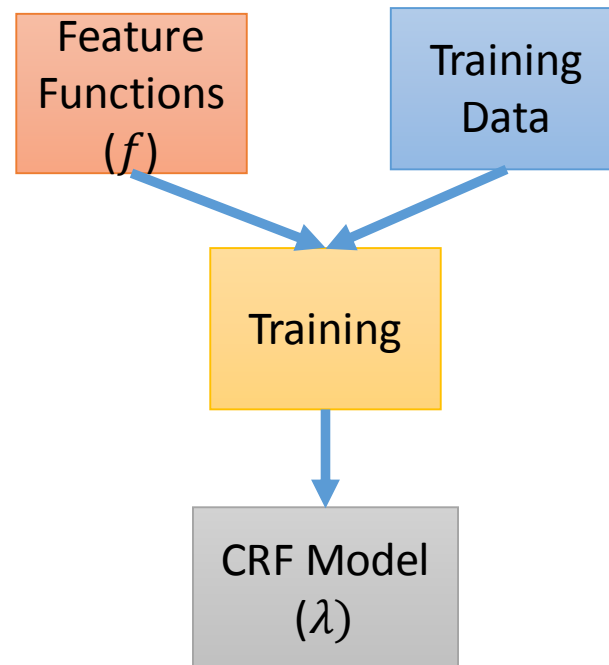 Feature
Functions
(f)
Training
Data
Training
CRF Model
(λ)